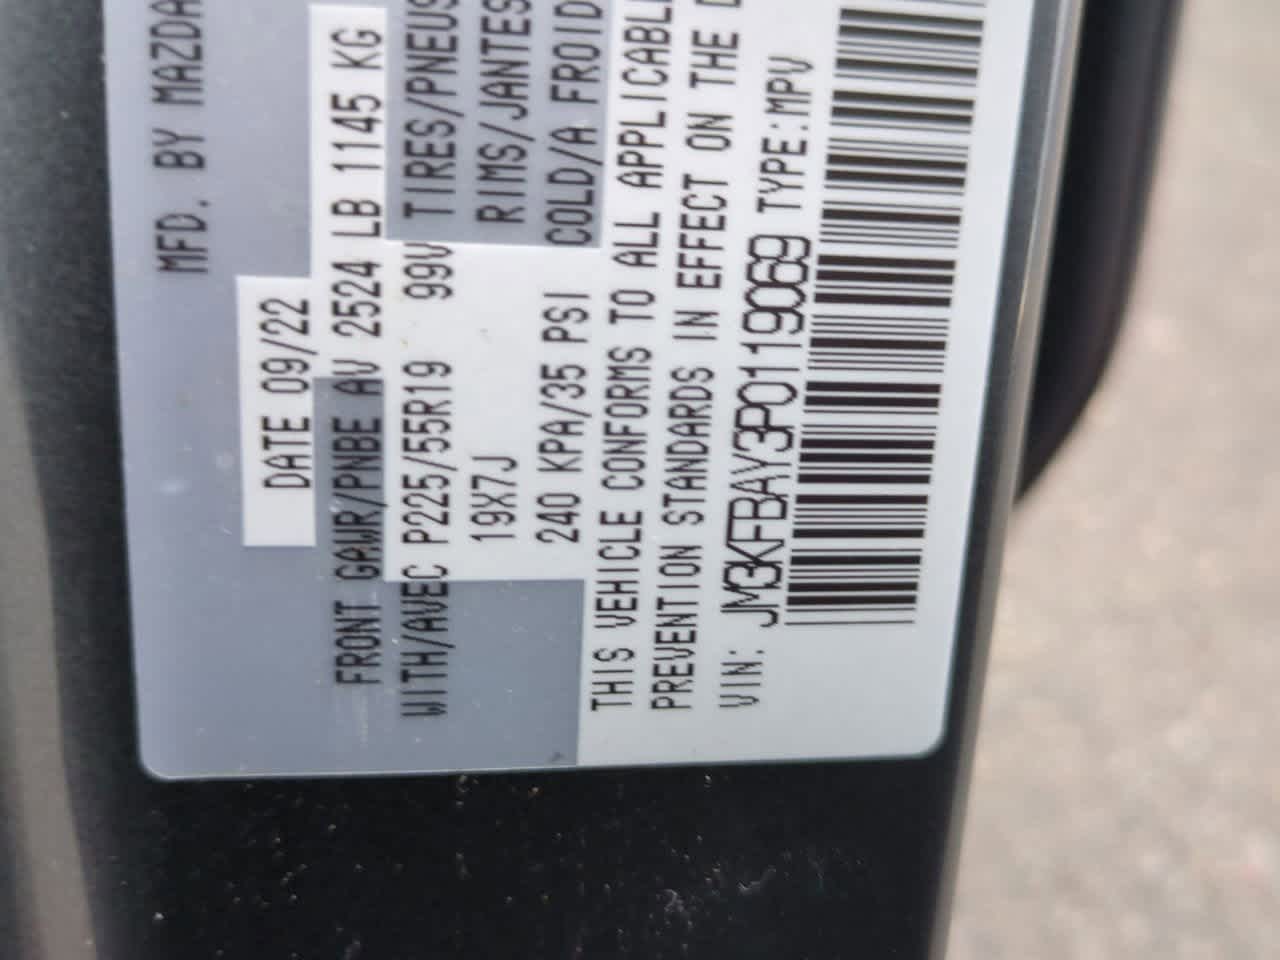 MFD. BY MAZDA
DATE 09/22
FRONT GAWR/PNBE AV 2524 LB 1145 KG
WITH/AVEC P225/55R19 99V TIRES/PNEUS
19X7J RIMS/JANTES
240 KPA/35 PSI COLD/A FROID
THIS VEHICLE CONFORMS TO ALL APPLICABLE
PREVENTION STANDARDS IN EFFECT ON THE D
VIN: JM3KFBAY3P0119069 TYPE:MPV